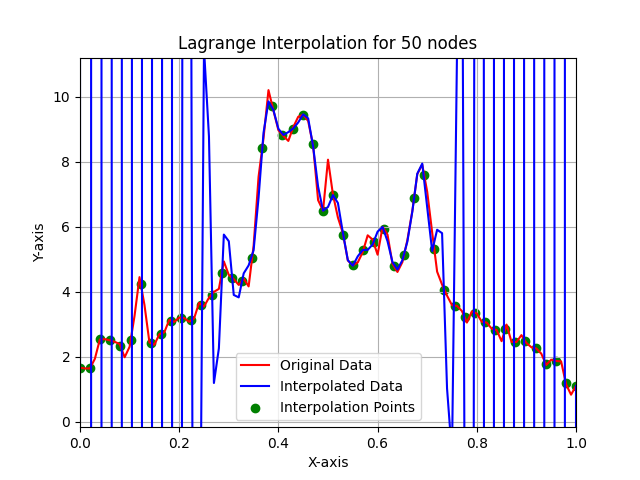 Lagrange Interpolation for 50 nodes
10
8
6
4
2
0
Y-axis
Original Data
Interpolated Data
Interpolation Points
0.0 0.2 0.4 0.6 0.8 1.0
X-axis